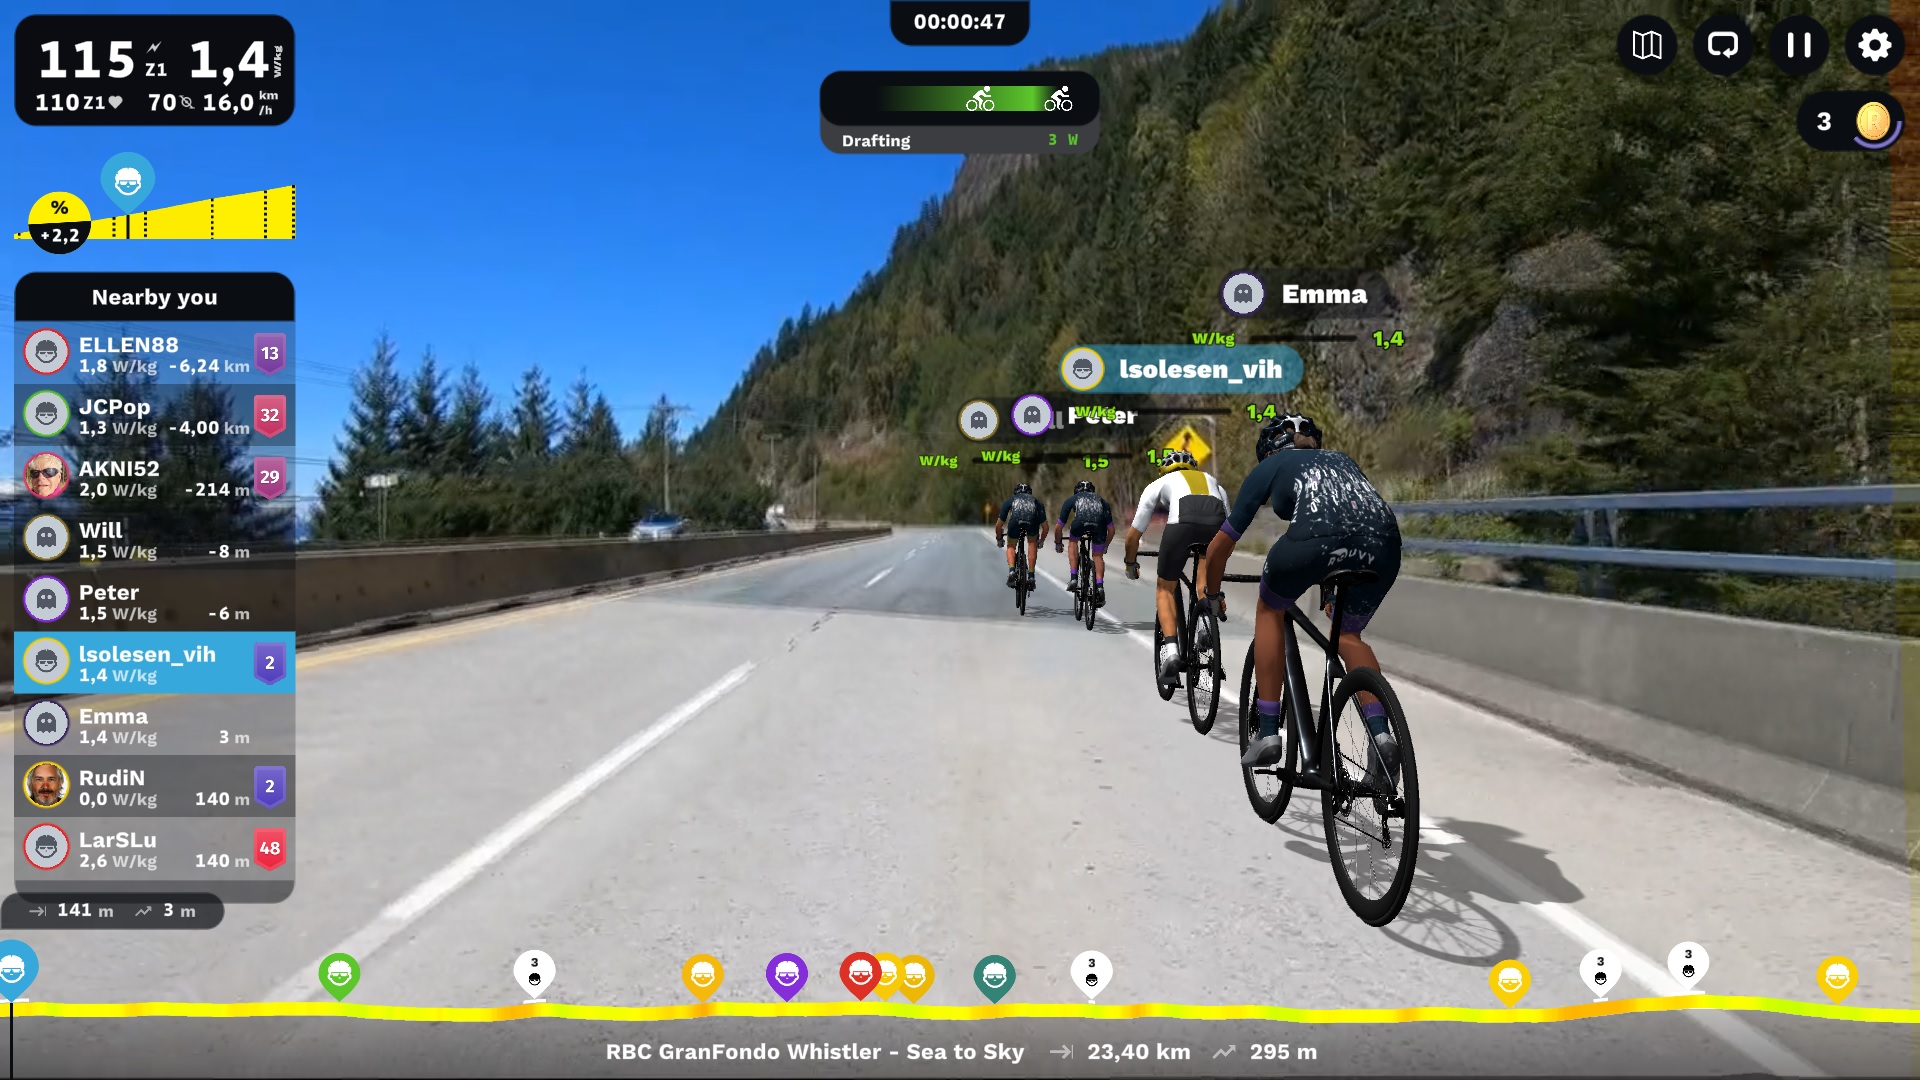 00:00:47
115 Z1 1,4 W/kg
110 Z1 70 16,0 km/h
Drafting 3 W
3
R
%
+2,2
Nearby you
ELLEN88
1,8 W/kg -6,24 km 13
JCPop
1,3 W/kg -4,00 km 32
AKNI52
2,0 W/kg -214 m 29
Will
1,5 W/kg -8 m
Peter
1,5 W/kg -6 m
lsolesen_vih
1,4 W/kg 2
Emma
1,4 W/kg 3 m
RudiN
0,0 W/kg 140 m 2
LarSLu
2,6 W/kg 140 m 48
141 m 3 m
Emma
W/kg 1,4
lsolesen_vih
W/kg 1,4
Peter
W/kg W/kg 1,5
ROUVY
3 3 3 3
RBC GranFondo Whistler - Sea to Sky 23,40 km 295 m